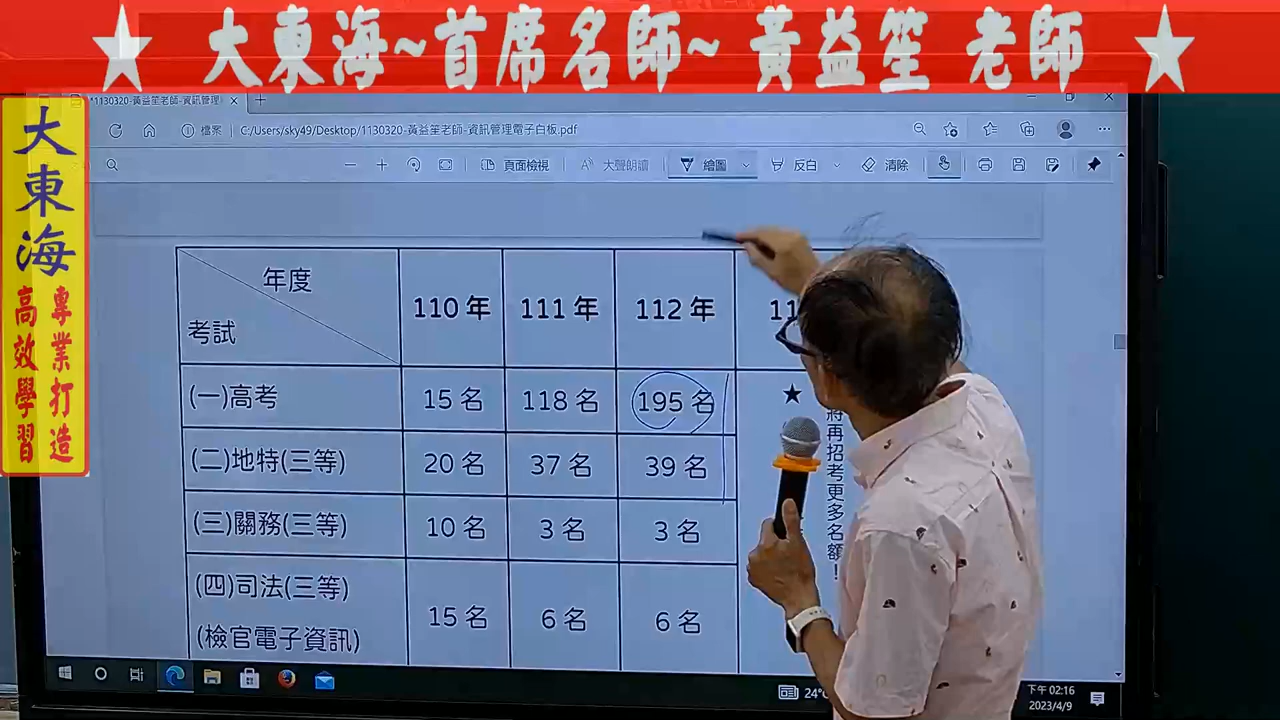 ★ 大東海~首席名師~ 黃益笙 老師 ★
大東海
專業打造
高效學習
1130320-黃益笙老師-資訊管理
檔案 C:/Users/sky49/Desktop/1130320-黃益笙老師-資訊管理電子白板.pdf
頁面檢視 大聲朗讀 繪圖 反白 清除
年度
考試
110 年 111 年 112 年 11
(一)高考 15 名 118 名 195 名
(二)地特(三等) 20 名 37 名 39 名
(三)關務(三等) 10 名 3 名 3 名
(四)司法(三等)
(檢官電子資訊) 15 名 6 名 6 名
★
將再招考更多名額！
24°
下午 02:16
2023/4/9